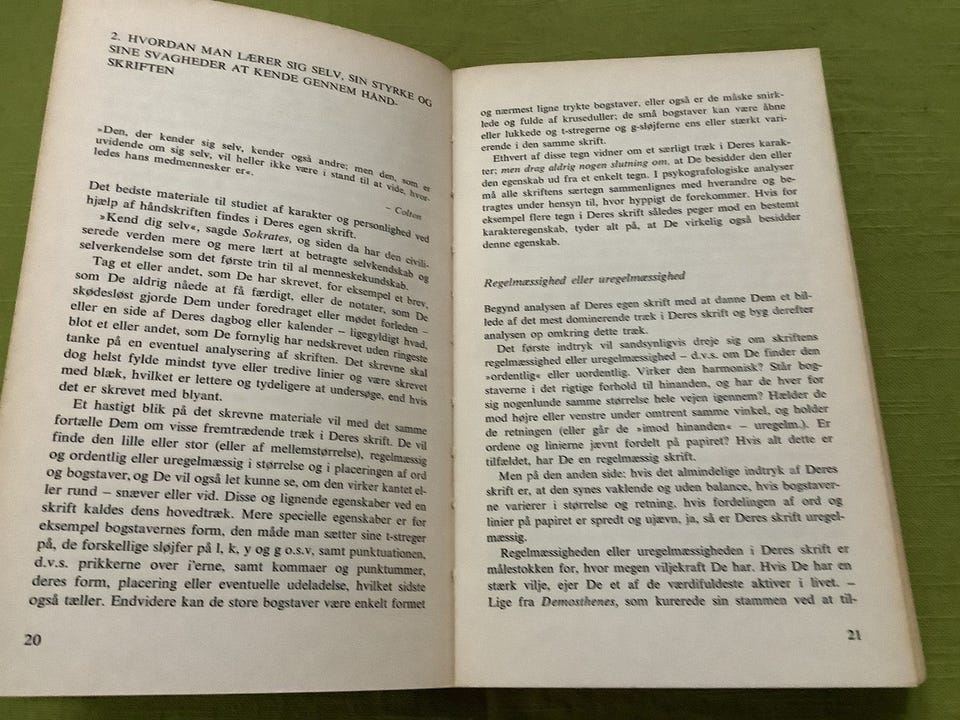 2. HVORDAN MAN LÆRER SIG SELV, SIN STYRKE OG
SINE SVAGHEDER AT KENDE GENNEM HÅND-
SKRIFTEN
»Den, der kender sig selv, kender også andre; men den, som er
uvidende om sig selv, vil heller ikke være i stand til at vide, hvor-
ledes hans medmennesker er«.
– Colton
Det bedste materiale til studiet af karakter og personlighed ved
hjælp af håndskriften findes i Deres egen skrift.
»Kend dig selv«, sagde Sokrates, og siden da har den civili-
serede verden mere og mere lært at betragte selvkendskab og
selverkendelse som det første trin til al menneskekundskab.
Tag et eller andet, som De har skrevet, for eksempel et brev,
som De aldrig nåede at få færdigt, eller de notater, som De
skødesløst gjorde Dem under foredraget eller mødet forleden –
eller en side af Deres dagbog eller kalender – ligegyldigt hvad,
blot et eller andet, som De fornylig har nedskrevet uden ringeste
tanke på en eventuel analysering af skriften. Det skrevne skal
dog helst fylde mindst tyve eller tredive linier og være skrevet
med blæk, hvilket er lettere og tydeligere at undersøge, end hvis
det er skrevet med blyant.
Et hastigt blik på det skrevne materiale vil med det samme
fortælle Dem om visse fremtrædende træk i Deres skrift. De vil
finde den lille eller stor (eller af mellemstørrelse), regelmæssig
og ordentlig eller uregelmæssig i størrelse og i placeringen af ord
og bogstaver, og De vil også let kunne se, om den virker kantet el-
ler rund – snæver eller vid. Disse og lignende egenskaber ved en
skrift kaldes dens hovedtræk. Mere specielle egenskaber er for
eksempel bogstavernes form, den måde man sætter sine t-streger
på, de forskellige sløjfer på l, k, y og g o.s.v, samt punktuationen,
d.v.s. prikkerne over i'erne, samt kommaer og punktummer,
deres form, placering eller eventuelle udeladelse, hvilket sidste
også tæller. Endvidere kan de store bogstaver være enkelt formet
20
og nærmest ligne trykte bogstaver, eller også er de måske snirk-
lede og fulde af kruseduller; de små bogstaver kan være åbne
eller lukkede og t-stregerne og g-sløjferne ens eller stærkt vari-
erende i den samme skrift.
Ethvert af disse tegn vidner om et særligt træk i Deres karak-
ter; men drag aldrig nogen slutning om, at De besidder den eller
den egenskab ud fra et enkelt tegn. I psykografologiske analyser
må alle skriftens særtegn sammenlignes med hverandre og be-
tragtes under hensyn til, hvor hyppigt de forekommer. Hvis for
eksempel flere tegn i Deres skrift således peger mod en bestemt
karakteregenskab, tyder alt på, at De virkelig også besidder
denne egenskab.
Regelmæssighed eller uregelmæssighed
Begynd analysen af Deres egen skrift med at danne Dem et bil-
lede af det mest dominerende træk i Deres skrift og byg derefter
analysen op omkring dette træk.
Det første indtryk vil sandsynligvis dreje sig om skriftens
regelmæssighed eller uregelmæssighed – d.v.s. om De finder den
»ordentlig« eller uordentlig. Virker den harmonisk? Står bog-
staverne i det rigtige forhold til hinanden, og har de hver for
sig nogenlunde samme størrelse hele vejen igennem? Hælder de
mod højre eller venstre under omtrent samme vinkel, og holder
de retningen (eller går de »imod hinanden« – uregelm.). Er
ordene og linierne jævnt fordelt på papiret? Hvis alt dette er
tilfældet, har De en regelmæssig skrift.
Men på den anden side: hvis det almindelige indtryk af Deres
skrift er, at den synes vaklende og uden balance, hvis bogstaver-
ne varierer i størrelse og retning, hvis fordelingen af ord og
linier på papiret er spredt og ujævn, ja, så er Deres skrift uregel-
mæssig.
Regelmæssigheden eller uregelmæssigheden i Deres skrift er
målestokken for, hvor megen viljekraft De har. Hvis De har en
stærk vilje, ejer De et af de værdifuldeste aktiver i livet. –
Lige fra Demosthenes, som kurerede sin stammen ved at til-
21